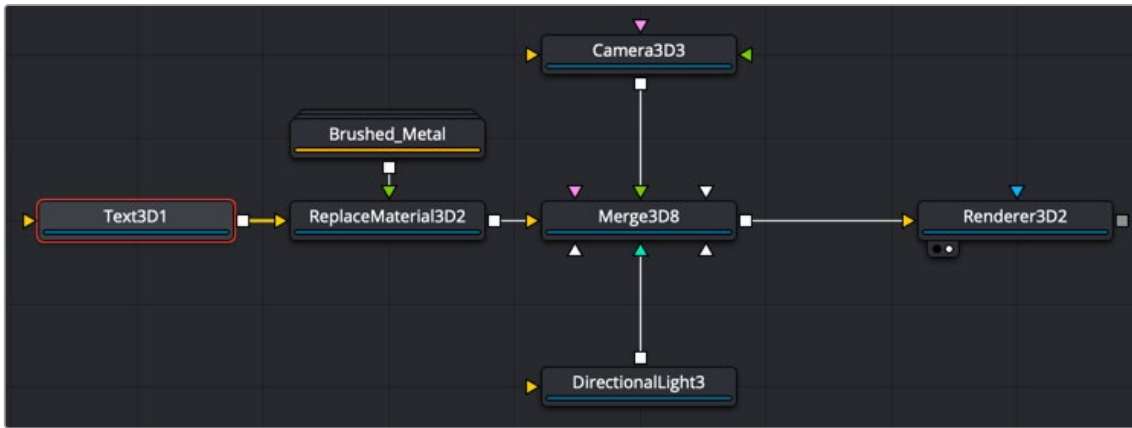 Camera3D3
Brushed_Metal
Text3D1
ReplaceMaterial3D2
Merge3D8
Renderer3D2
DirectionalLight3